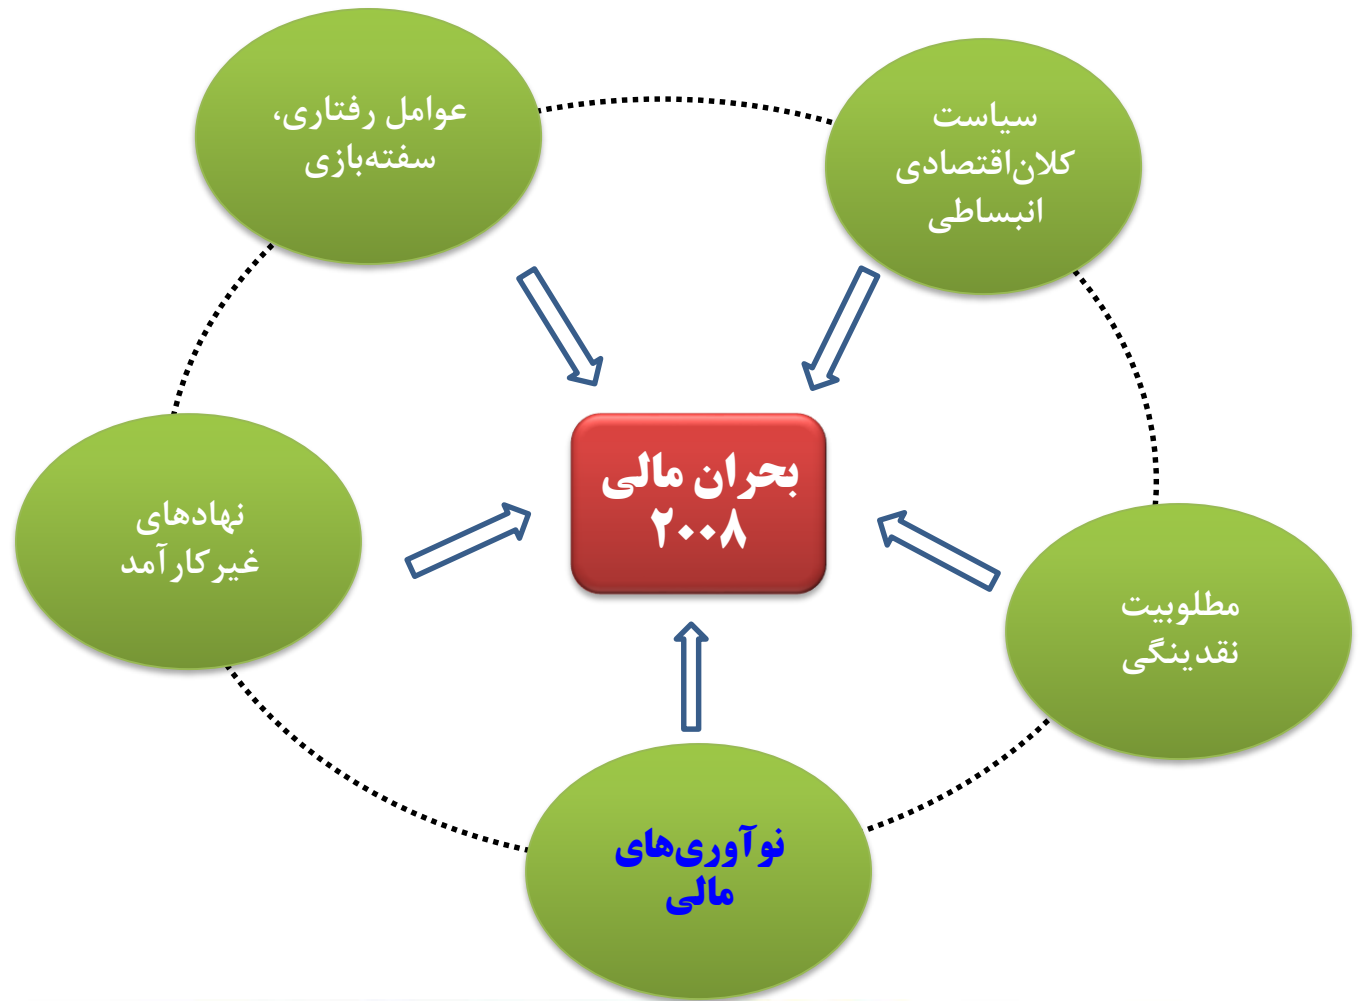 سیاست
کلان‌اقتصادی
انبساطی
عوامل رفتاری،
سفته‌بازی
بحران مالی
۲۰۰۸
نهادهای
غیرکارآمد
مطلوبیت
نقدینگی
نوآوری‌های
مالی